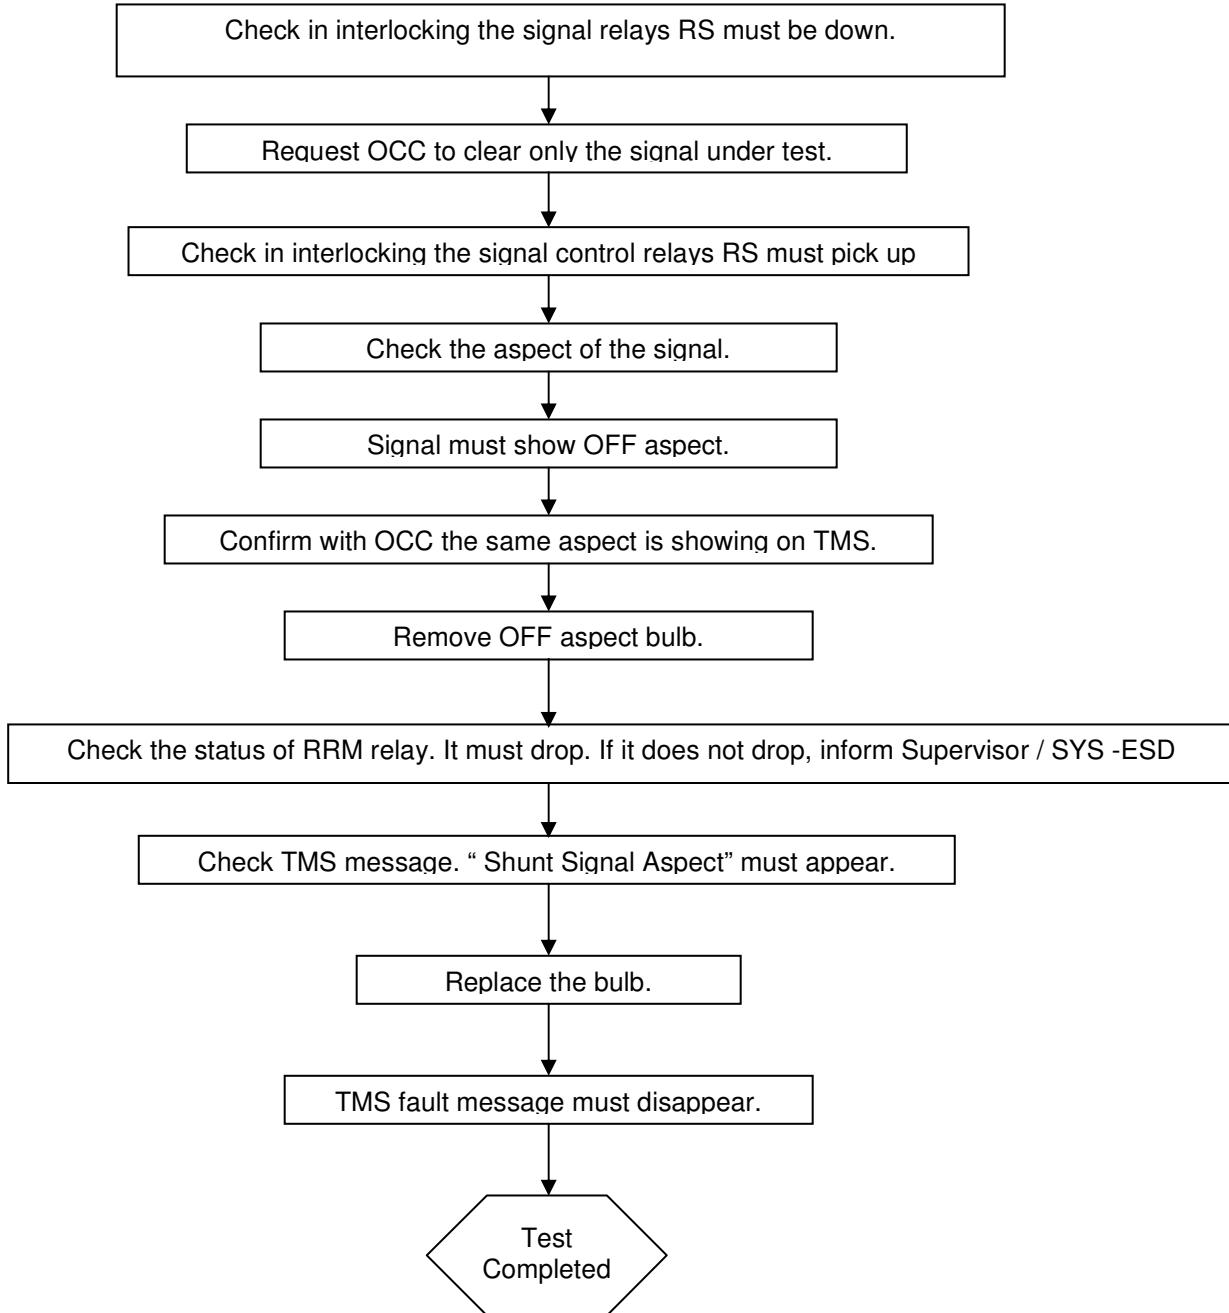 Check in interlocking the signal relays RS must be down.
Request OCC to clear only the signal under test.
Check in interlocking the signal control relays RS must pick up
Check the aspect of the signal.
Signal must show OFF aspect.
Confirm with OCC the same aspect is showing on TMS.
Remove OFF aspect bulb.
Check the status of RRM relay. It must drop. If it does not drop, inform Supervisor / SYS -ESD
Check TMS message. “ Shunt Signal Aspect” must appear.
Replace the bulb.
TMS fault message must disappear.
Test
Completed